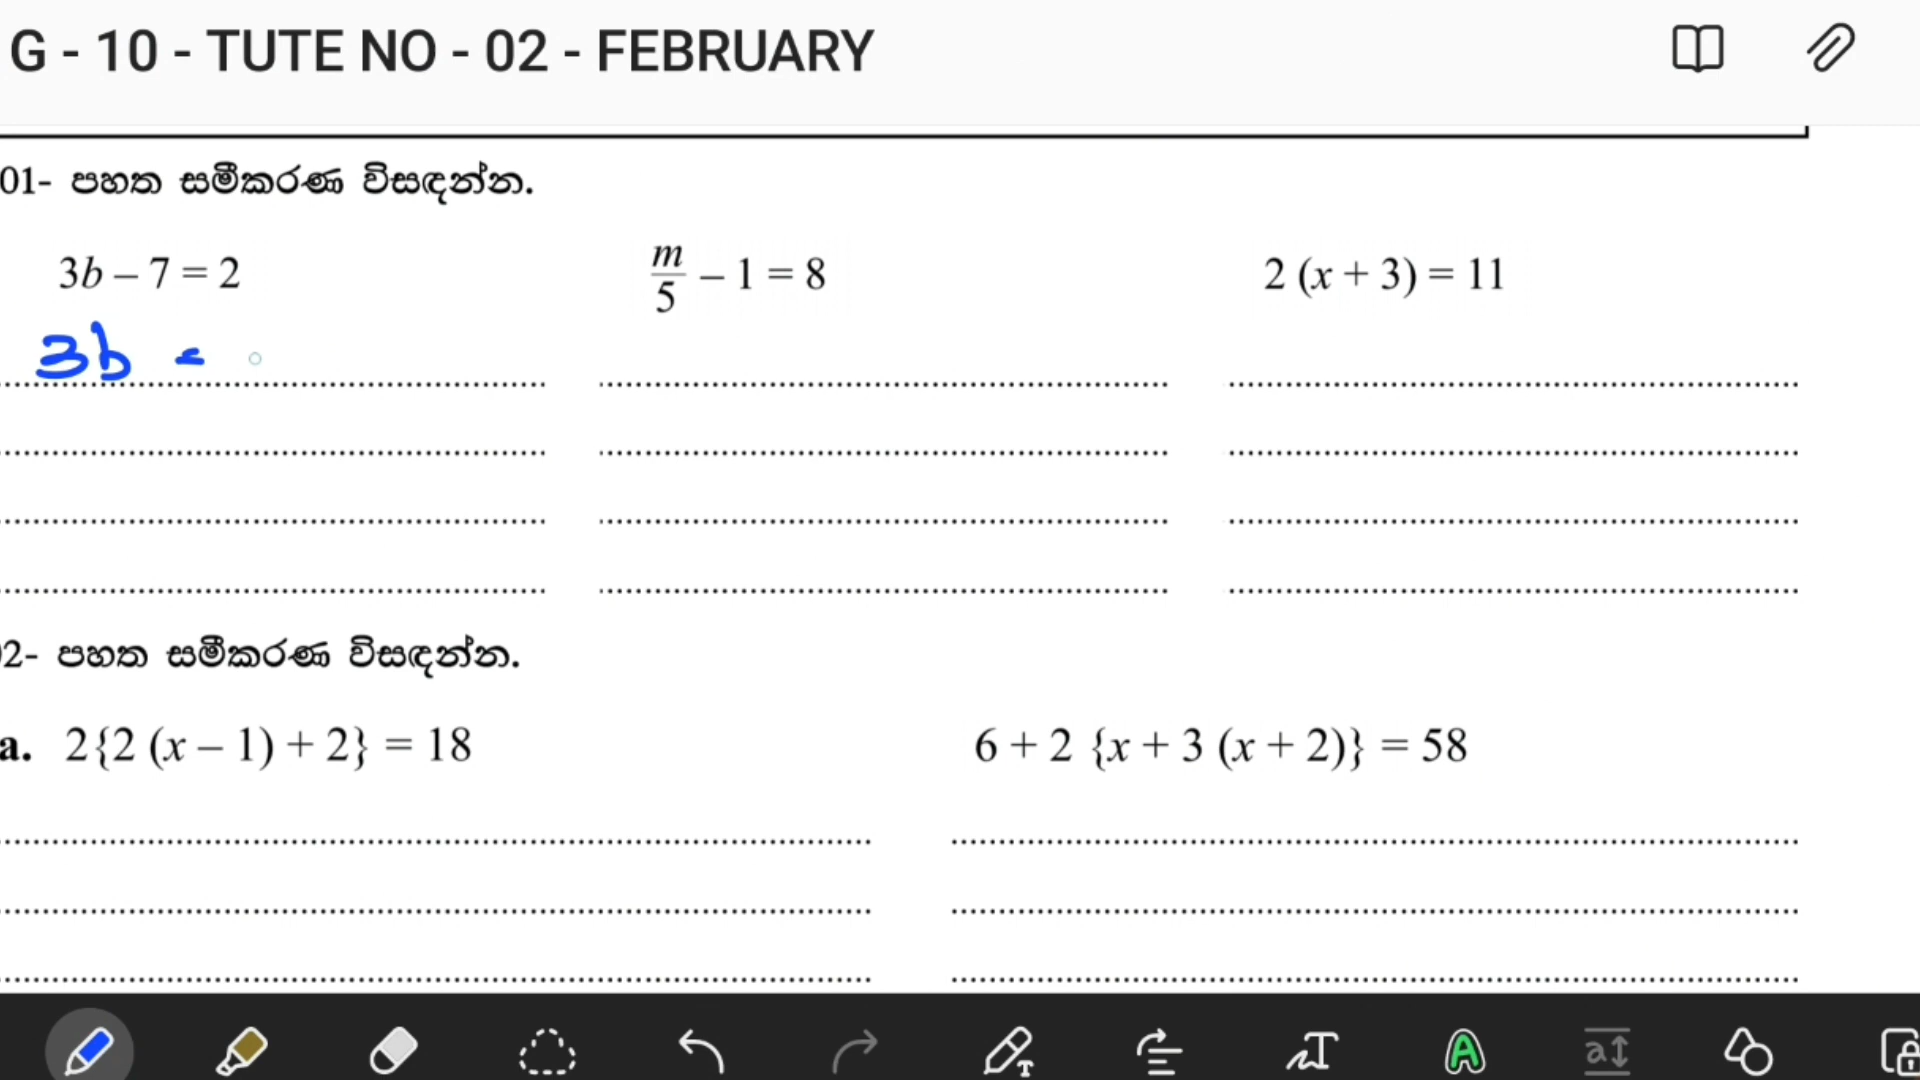 G - 10 - TUTE NO - 02 - FEBRUARY
01- පහත සමීකරණ විසඳන්න.
3b – 7 = 2
m/5 – 1 = 8
2 (x + 3) = 11
3b =
2- පහත සමීකරණ විසඳන්න.
a. 2{2 (x – 1) + 2} = 18
6 + 2 {x + 3 (x + 2)} = 58